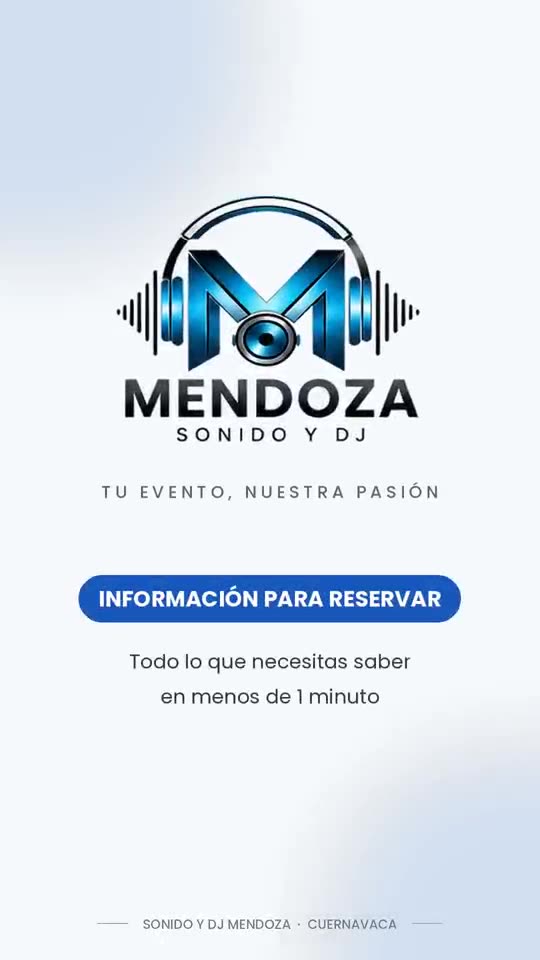 MENDOZA
SONIDO Y DJ
TU EVENTO, NUESTRA PASIÓN
INFORMACIÓN PARA RESERVAR
Todo lo que necesitas saber
en menos de 1 minuto
SONIDO Y DJ MENDOZA · CUERNAVACA